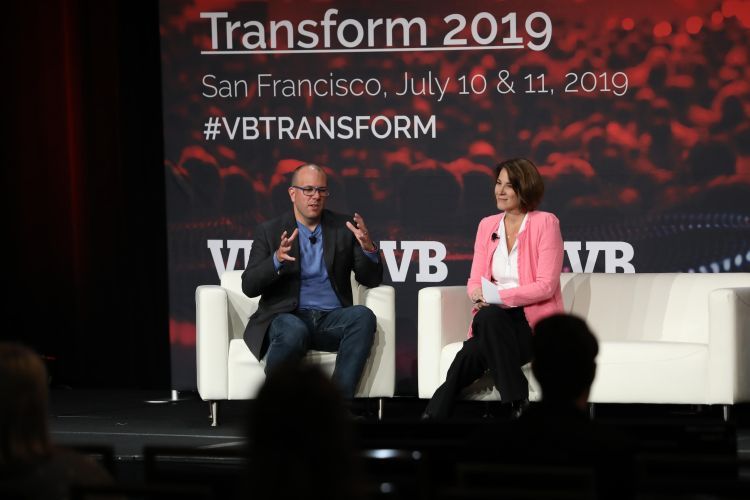 Transform 2019
San Francisco, July 10 & 11, 2019
#VBTRANSFORM
VB VB